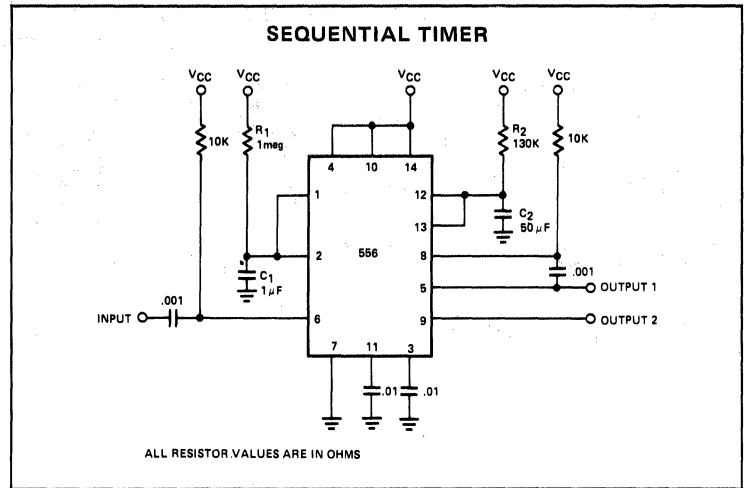 SEQUENTIAL TIMER
VCC VCC VCC VCC VCC
10K R1 1meg R2 130K 10K
4 10 14
1 12
13
2 556 8
C2 50 μF
C1 1 μF
.001 5 .001 OUTPUT 1
INPUT 6 9 OUTPUT 2
7 11 3
.01 .01
ALL RESISTOR VALUES ARE IN OHMS